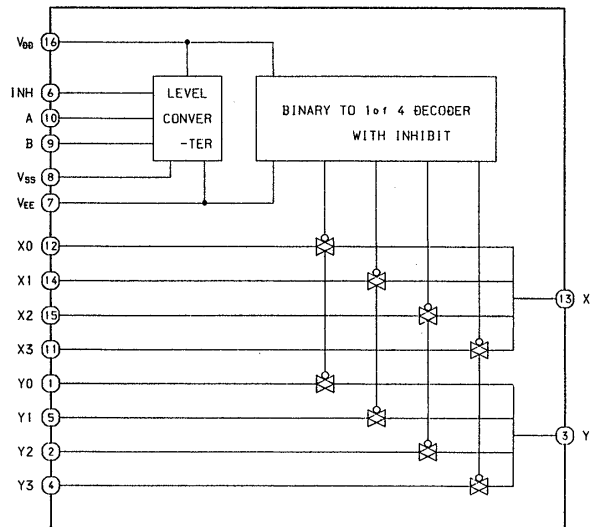 VDD 16
INH 6
A 10
B 9
VSS 8
VEE 7
LEVEL
CONVER
-TER
BINARY TO 1of 4 DECODER
WITH INHIBIT
X0 12
X1 14
X2 15
X3 11
Y0 1
Y1 5
Y2 2
Y3 4
13 X
3 Y